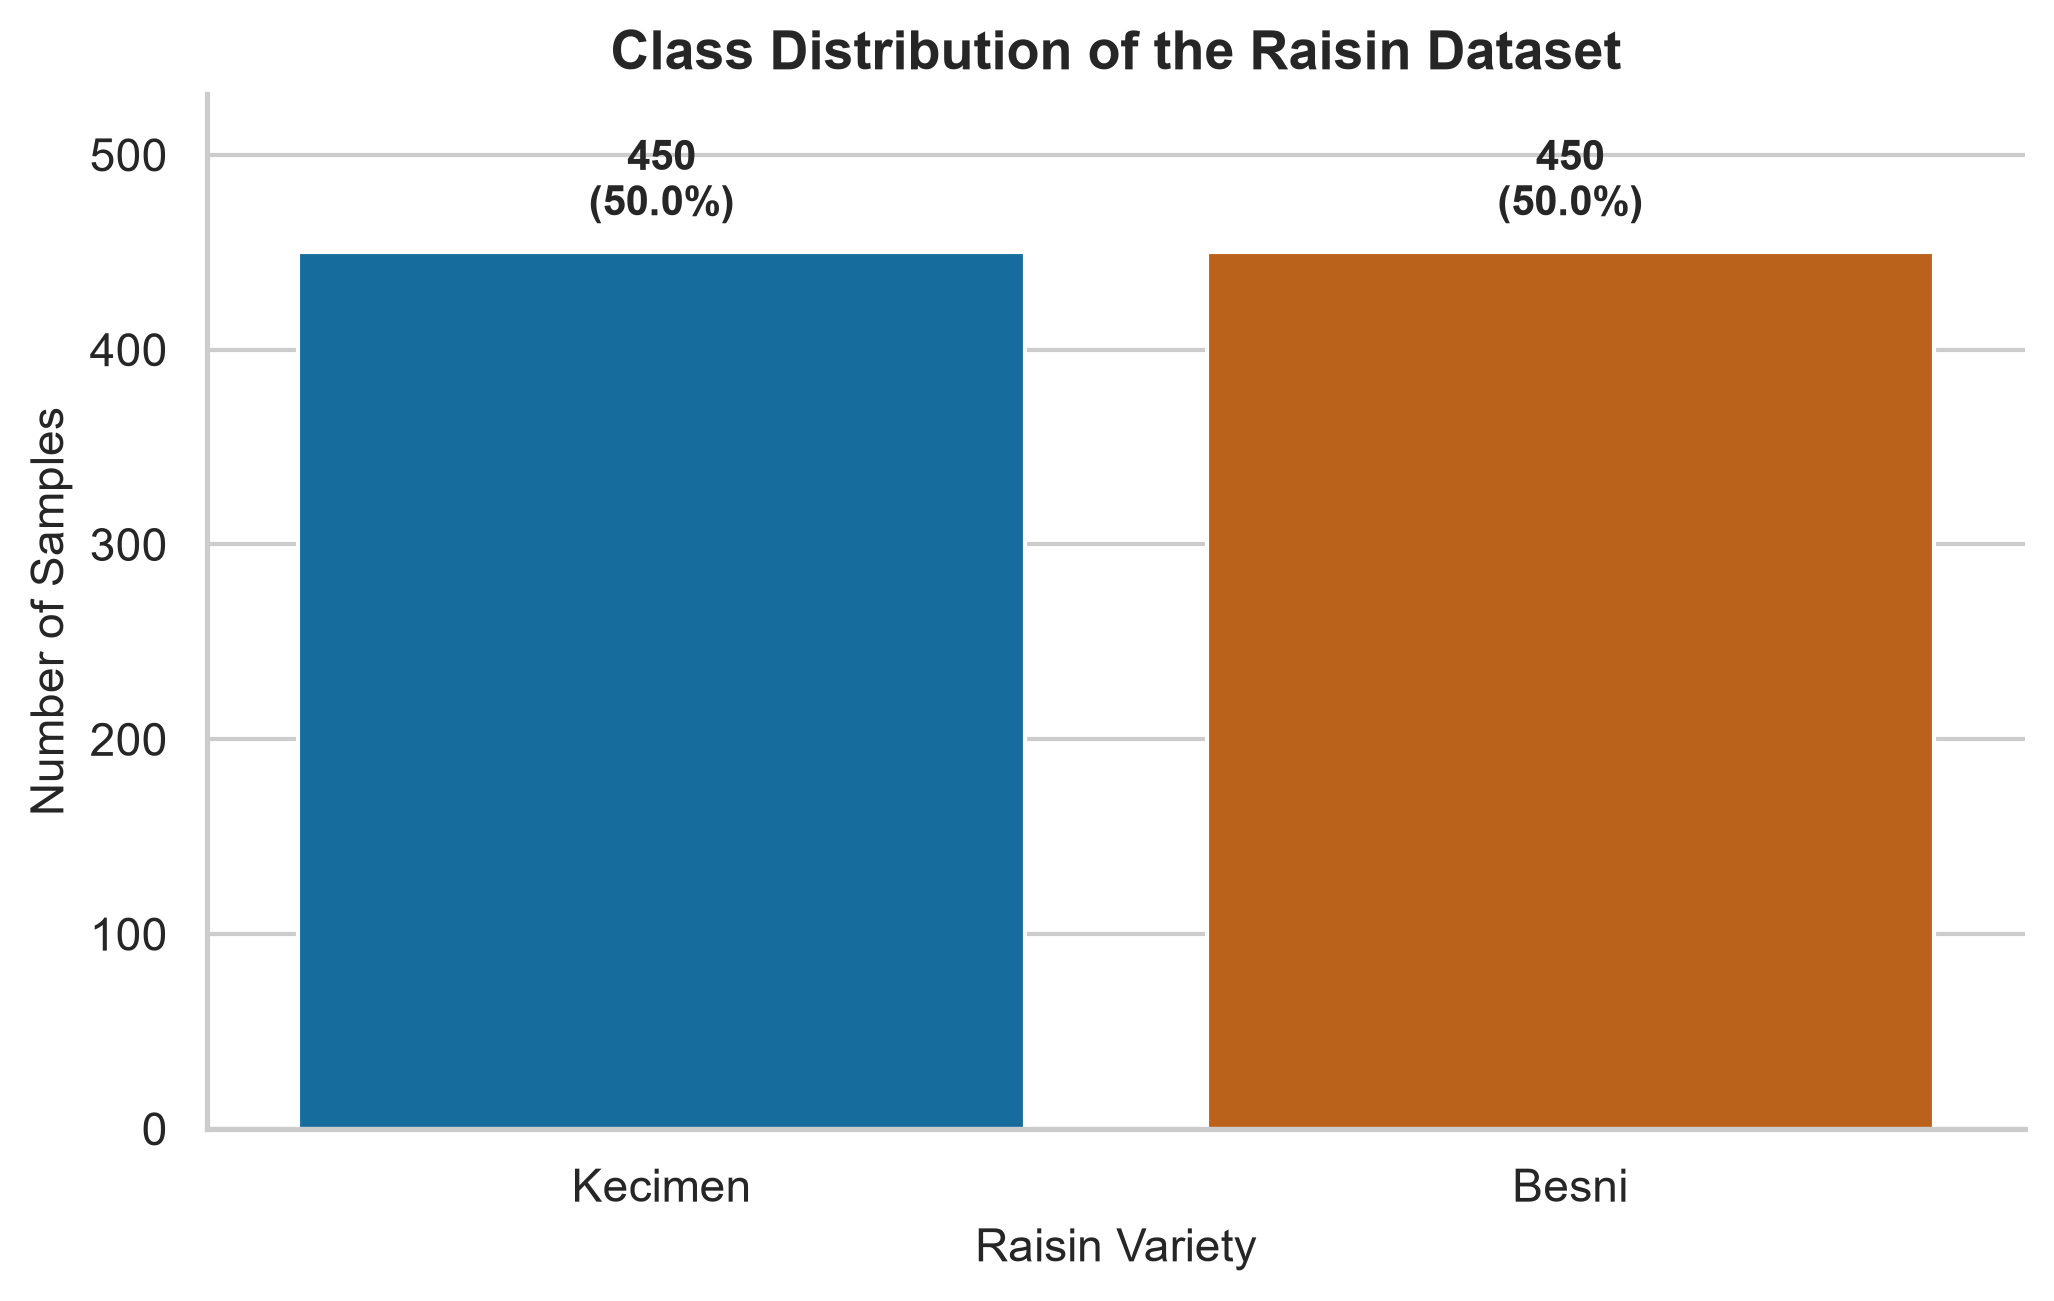 Class Distribution of the Raisin Dataset
500
400
300
200
100
0
Number of Samples
450
(50.0%)
450
(50.0%)
Kecimen
Besni
Raisin Variety